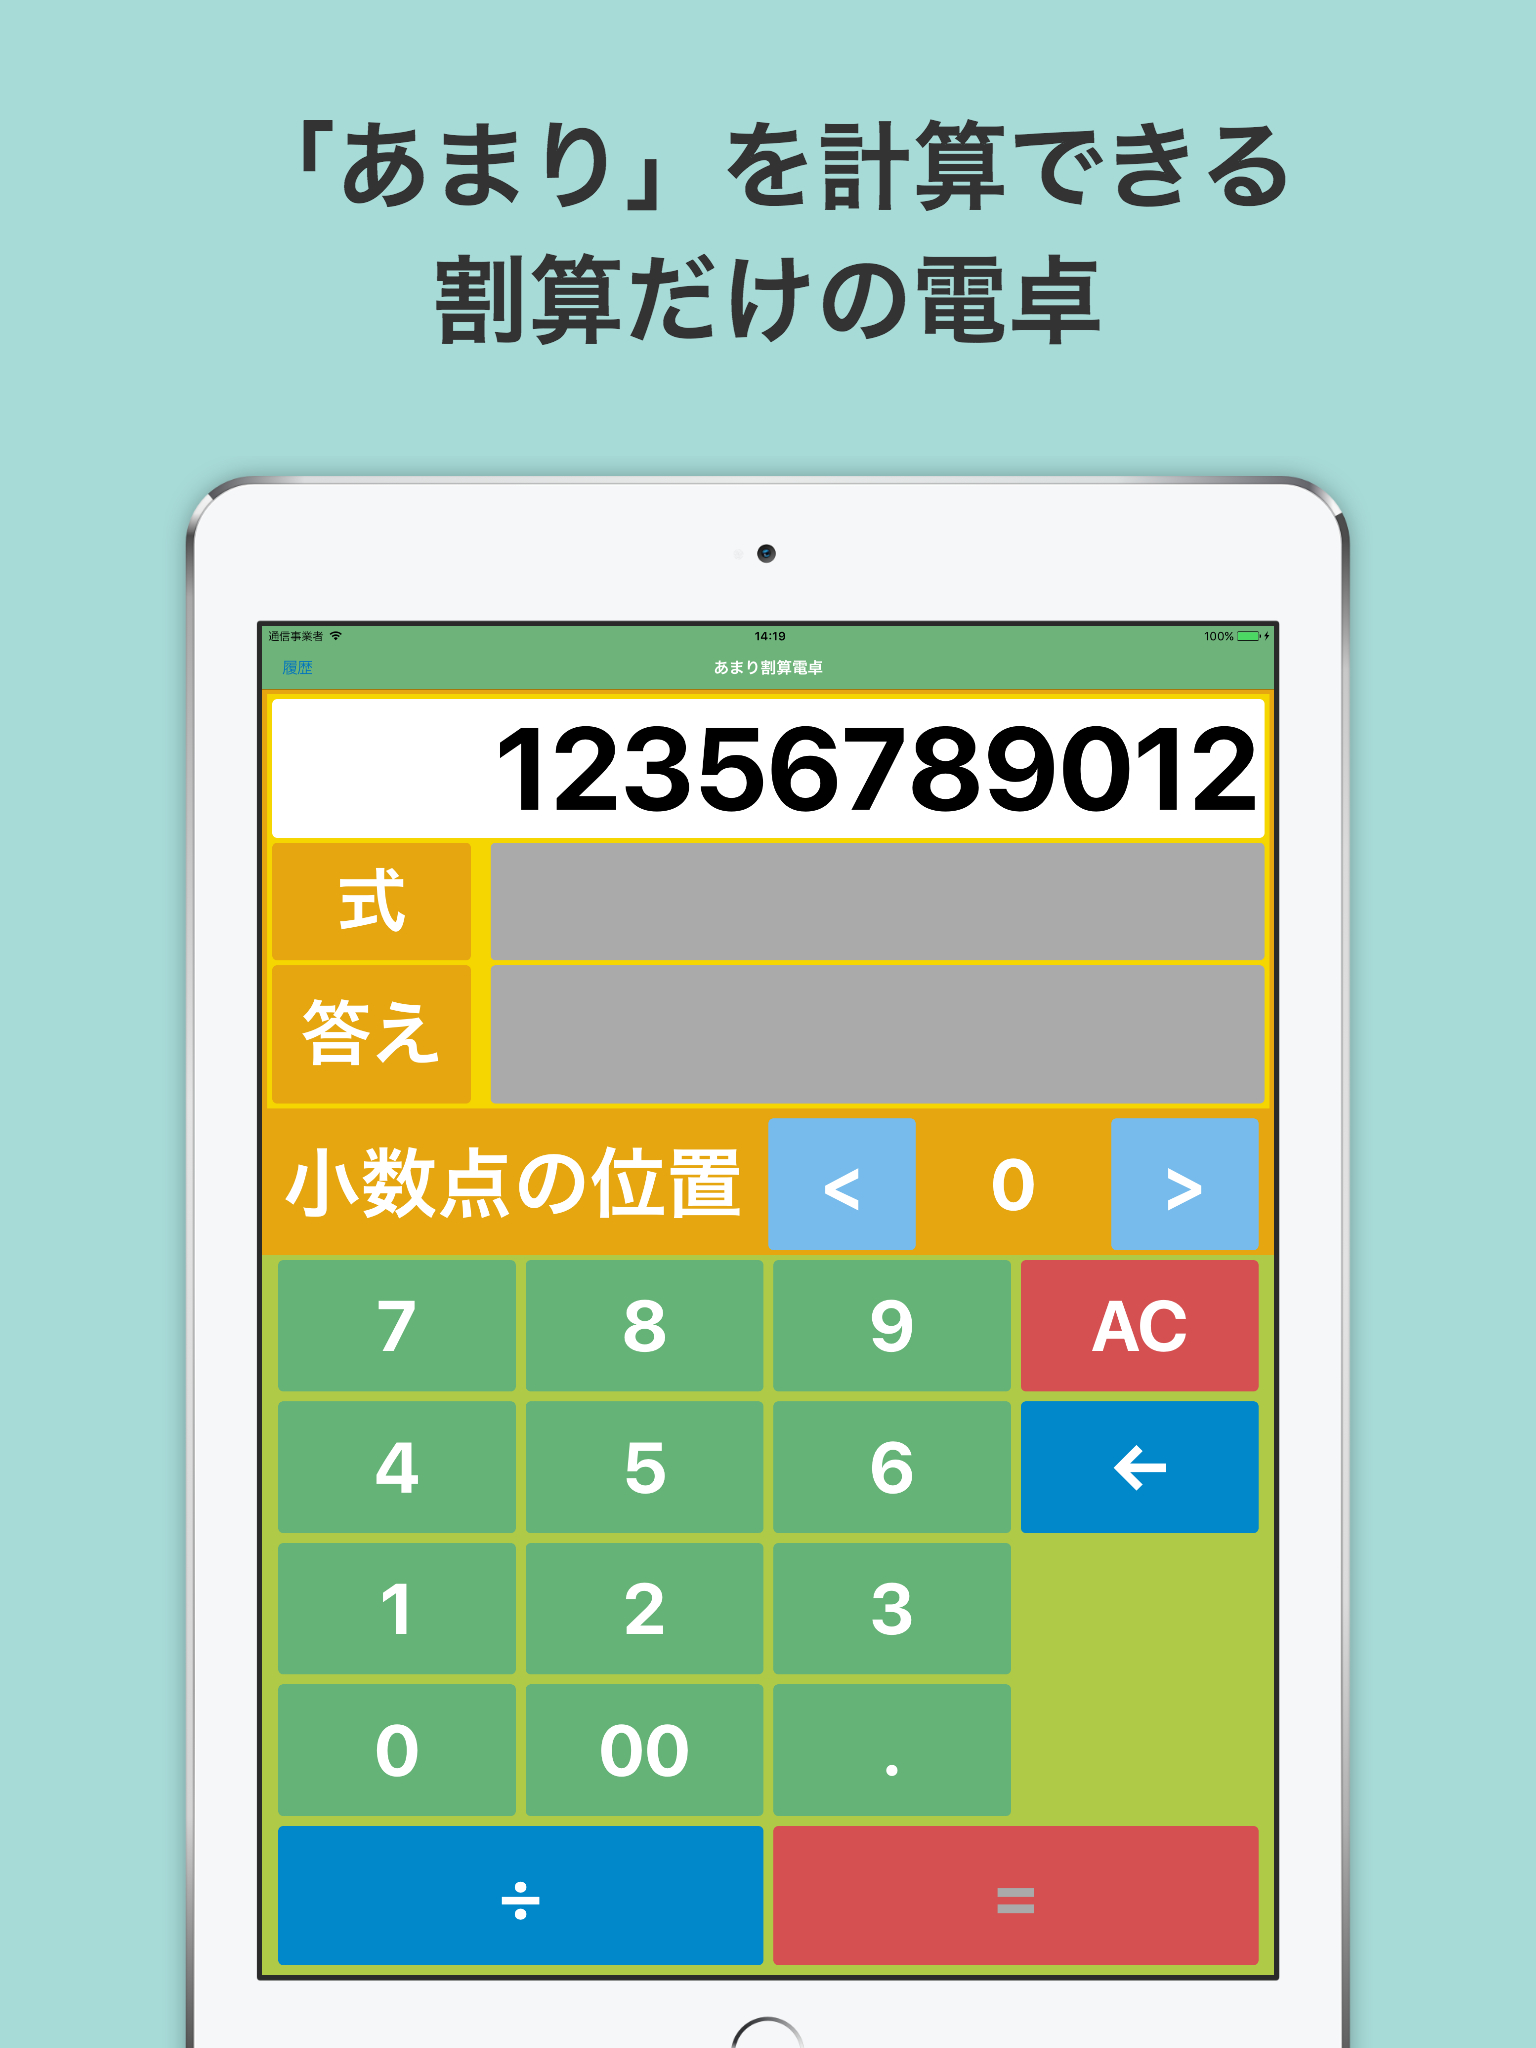 「あまり」を計算できる
割算だけの電卓
通信事業者 14:19 100%
履歴 あまり割算電卓
12356789012
式
答え
小数点の位置 < 0 >
7 8 9 AC
4 5 6 ←
1 2 3
0 00 .
÷ =